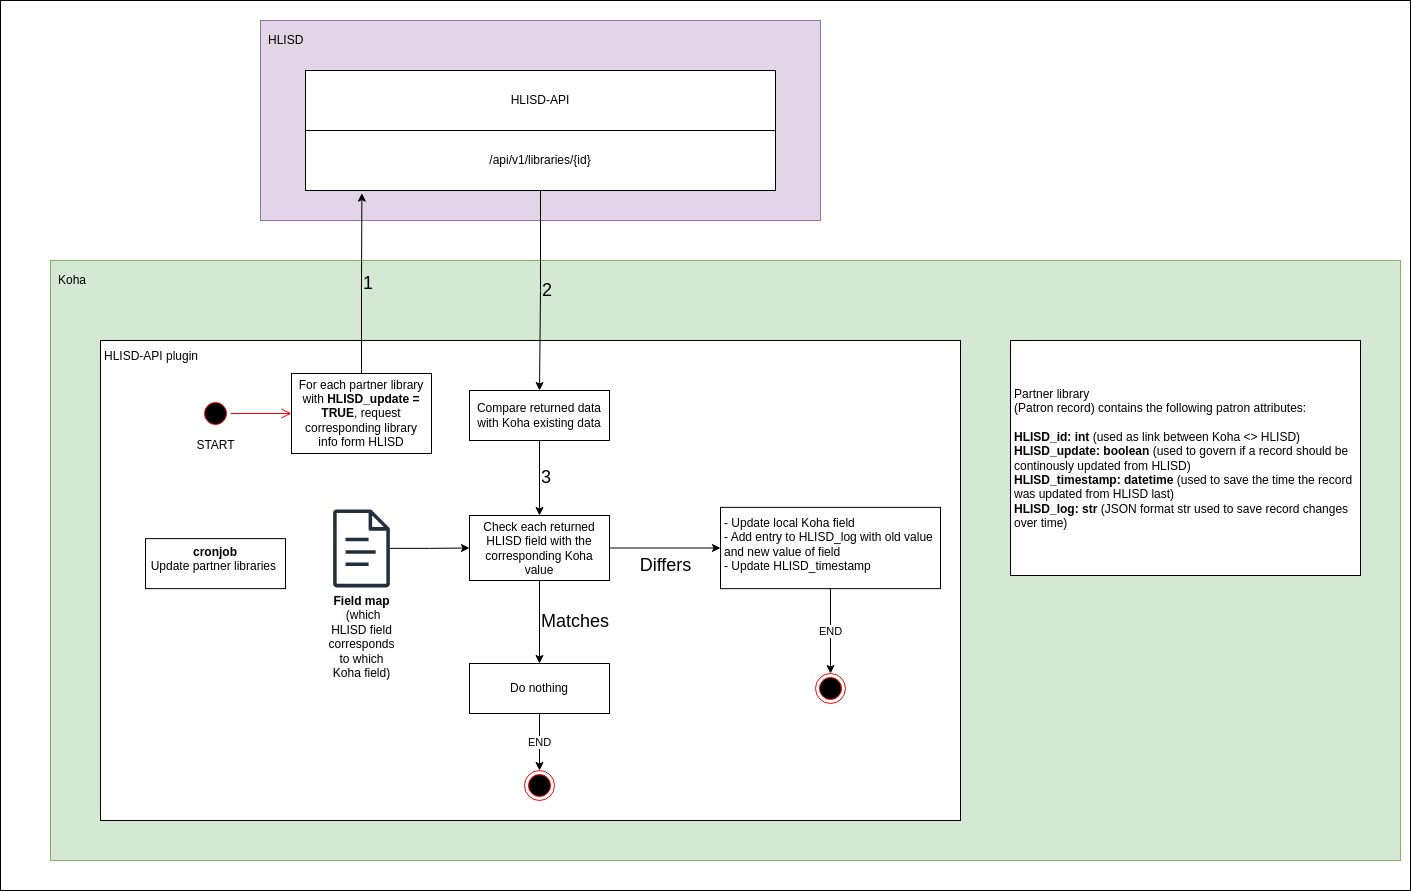 HLISD
HLISD-API
/api/v1/libraries/{id}
Koha
1
2
HLISD-API plugin
START
For each partner library
with HLISD_update =
TRUE, request
corresponding library
info form HLISD
Compare returned data
with Koha existing data
3
cronjob
Update partner libraries
Field map
(which
HLISD field
corresponds
to which
Koha field)
Check each returned
HLISD field with the
corresponding Koha
value
Differs
- Update local Koha field
- Add entry to HLISD_log with old value
and new value of field
- Update HLISD_timestamp
END
Matches
Do nothing
END
Partner library
(Patron record) contains the following patron attributes:
HLISD_id: int (used as link between Koha <> HLISD)
HLISD_update: boolean (used to govern if a record should be
continously updated from HLISD)
HLISD_timestamp: datetime (used to save the time the record
was updated from HLISD last)
HLISD_log: str (JSON format str used to save record changes
over time)